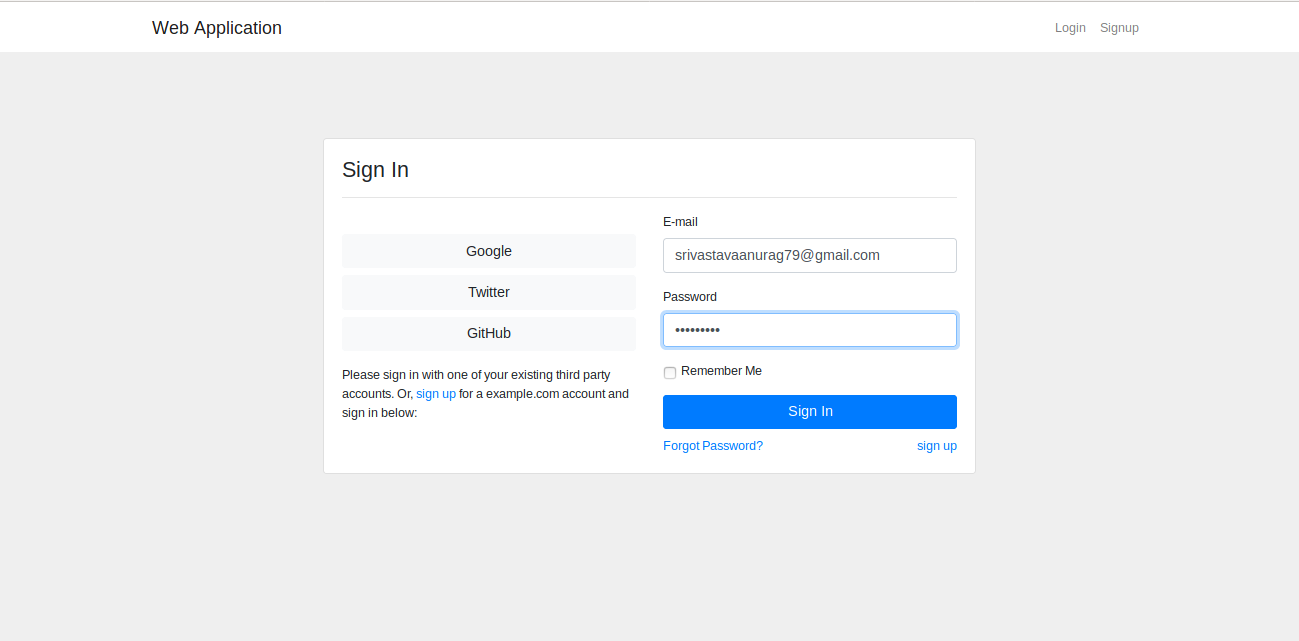 Web Application
Login Signup
Sign In
Google
Twitter
GitHub
Please sign in with one of your existing third party
accounts. Or, sign up for a example.com account and
sign in below:
E-mail
srivastavaanurag79@gmail.com
Password
•••••••••
Remember Me
Sign In
Forgot Password? sign up